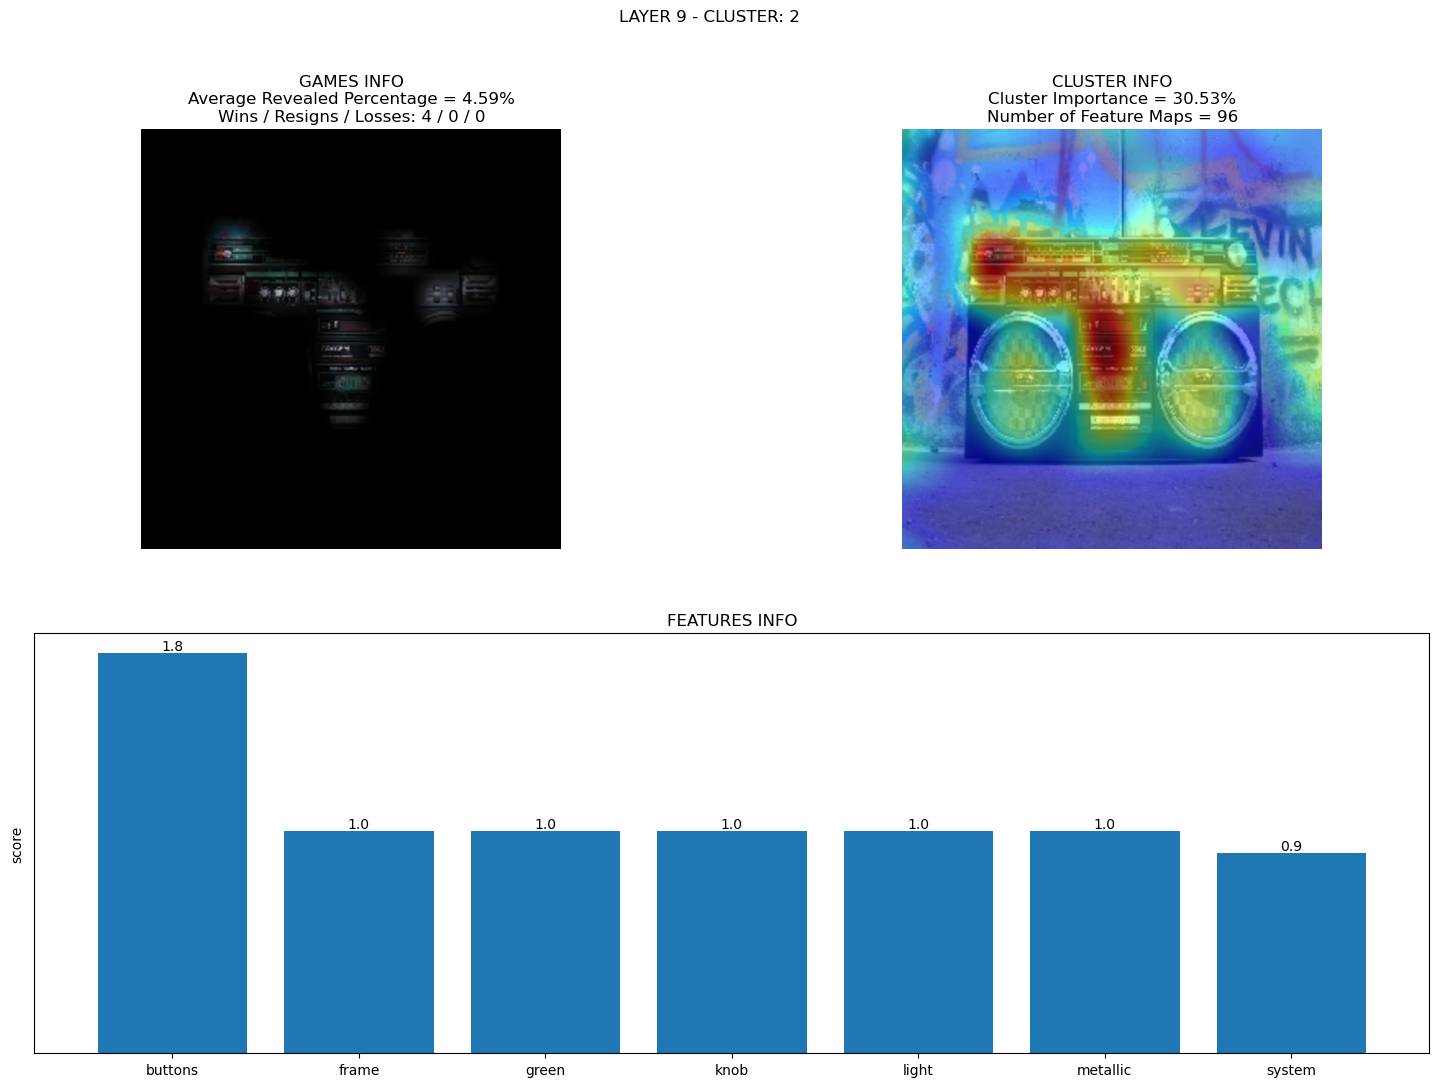 LAYER 9 - CLUSTER: 2
GAMES INFO
Average Revealed Percentage = 4.59%
Wins / Resigns / Losses: 4 / 0 / 0
CLUSTER INFO
Cluster Importance = 30.53%
Number of Feature Maps = 96
EVIN
ECH
FEATURES INFO
score
1.8
1.0
1.0
1.0
1.0
1.0
0.9
buttons
frame
green
knob
light
metallic
system